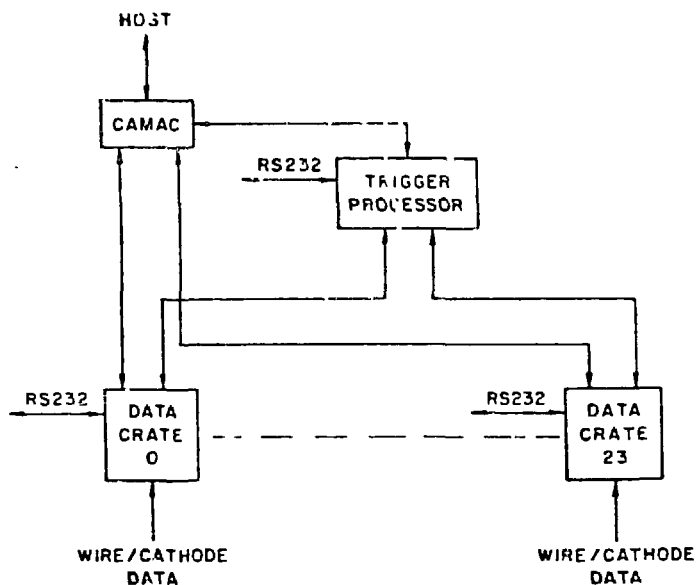 HOST
CAMAC
RS232
TRIGGER
PROCESSOR
RS232
DATA
CRATE
0
RS232
DATA
CRATE
23
WIRE/CATHODE
DATA
WIRE/CATHODE
DATA